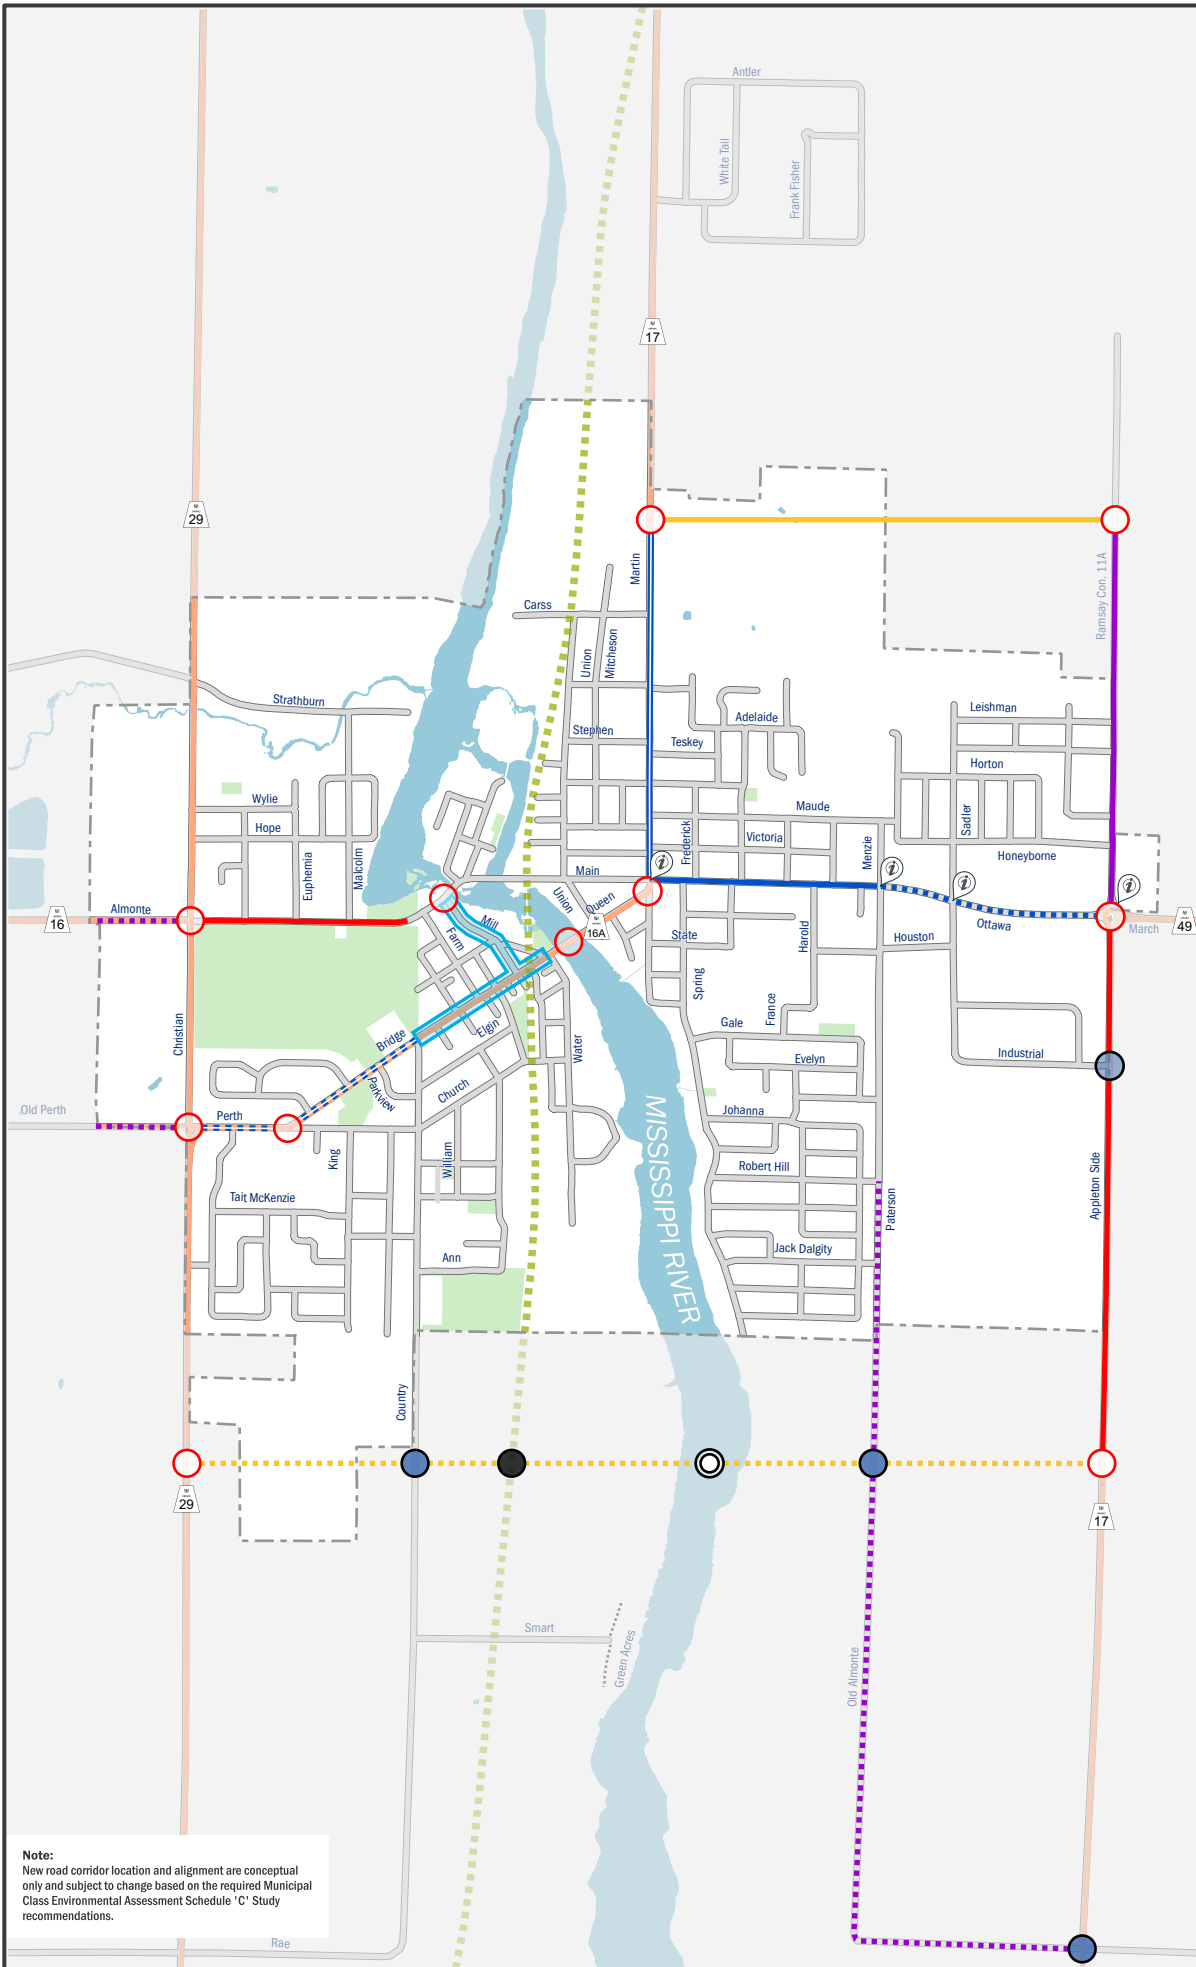 Antler
White Tail
Frank Fisher
17
29
Martin
Ramsay Con. 11A
Carss
Union
Mitcheson
Strathburn
Leishman
Adelaide
Stephen
Teskey
Horton
Wylie
Maude
Sadler
Hope
Frederick
Victoria
Menzie
Honeyborne
Euphemia
Malcolm
Main
Union
Queen
Almonte
16
16A
Mill
Farm
State
Harold
Houston
Ottawa
March
49
Spring
Christian
Bridge
Elgin
Water
Gale
France
Industrial
Evelyn
Parkview
Church
Old Perth
Perth
MISSISSIPPI RIVER
Johanna
King
William
Robert Hill
Tait McKenzie
Paterson
Appleton Side
Ann
Jack Dalgity
Country
29
17
Smart
Green Acres
Old Almonte
Note:
New road corridor location and alignment are conceptual
only and subject to change based on the required Municipal
Class Environmental Assessment Schedule 'C' Study
recommendations.
Rae